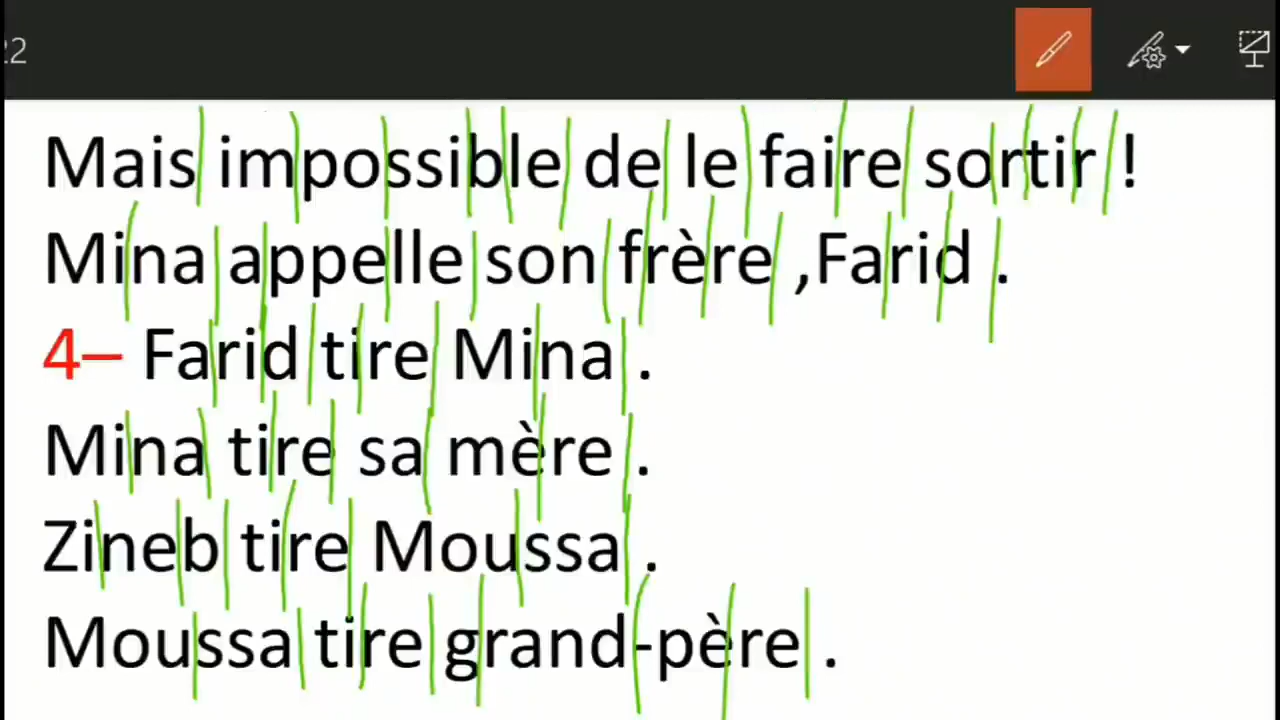 22
Mais impossible de le faire sortir !
Mina appelle son frère ,Farid .
4– Farid tire Mina .
Mina tire sa mère .
Zineb tire Moussa .
Moussa tire grand-père .